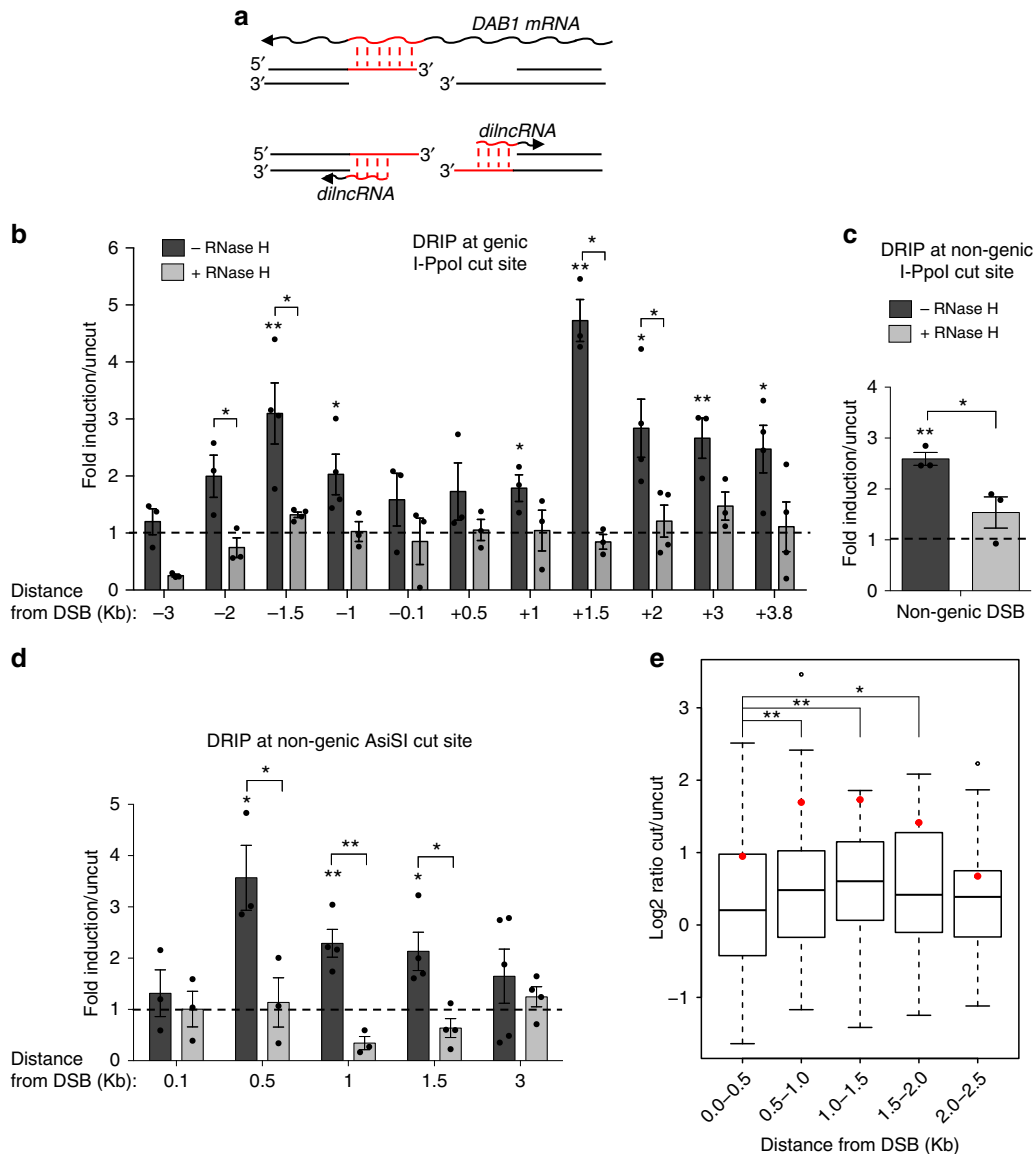 a
DAB1 mRNA
5′ 3′
3′ 3′
dilncRNA
5′ 3′
3′ 3′
dilncRNA
b
– RNase H
+ RNase H
DRIP at genic
I-PpoI cut site
Fold induction/uncut
6
5
4
3
2
1
0
** * * * * ** * * * ** *
Distance
from DSB (Kb): –3 –2 –1.5 –1 –0.1 +0.5 +1 +1.5 +2 +3 +3.8
c
DRIP at non-genic
I-PpoI cut site
– RNase H
+ RNase H
Fold induction/uncut
4
3
2
1
0
*
**
Non-genic DSB
d
DRIP at non-genic AsiSI cut site
Fold induction/uncut
5
4
3
2
1
0
* * ** ** * *
Distance
from DSB (Kb): 0.1 0.5 1 1.5 3
e
Log2 ratio cut/uncut
3
2
1
0
–1
*
**
**
0.0–0.5 0.5–1.0 1.0–1.5 1.5–2.0 2.0–2.5
Distance from DSB (Kb)